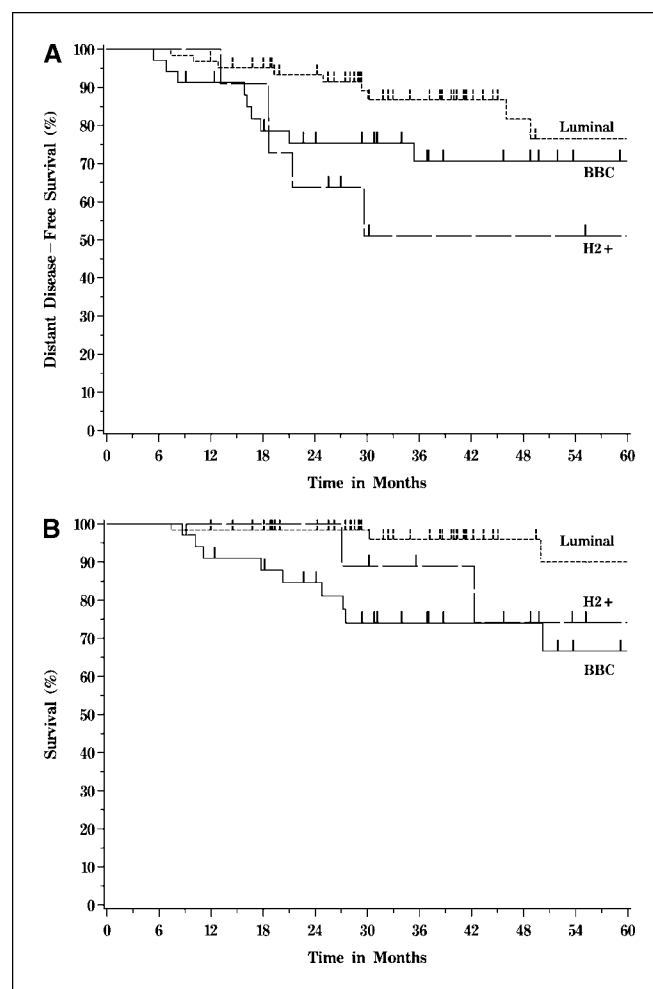 A
Distant Disease-Free Survival (%)
100
90
80
70
60
50
40
30
20
10
0
Luminal
BBC
H2+
0 6 12 18 24 30 36 42 48 54 60
Time in Months
B
Survival (%)
100
90
80
70
60
50
40
30
20
10
0
Luminal
H2+
BBC
0 6 12 18 24 30 36 42 48 54 60
Time in Months